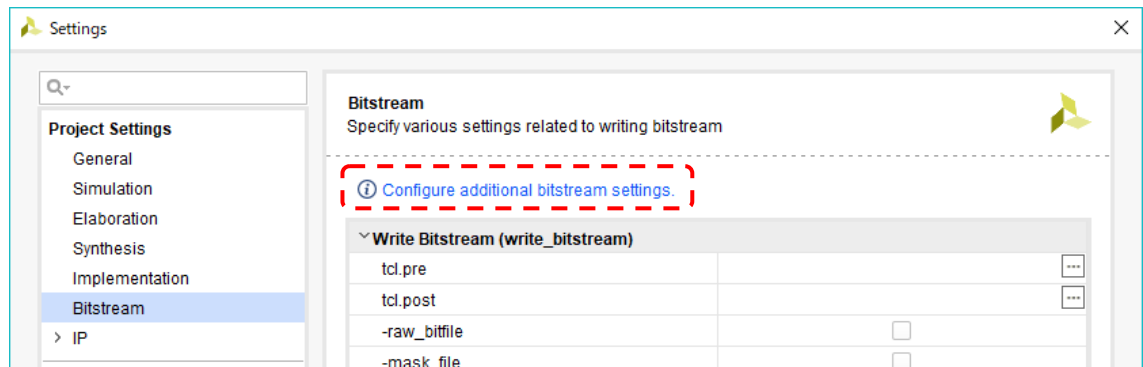 Settings
Project Settings
General
Simulation
Elaboration
Synthesis
Implementation
Bitstream
IP
Bitstream
Specify various settings related to writing bitstream
Configure additional bitstream settings.
Write Bitstream (write_bitstream)
tcl.pre
...
tcl.post
...
-raw_bitfile
-mask_file